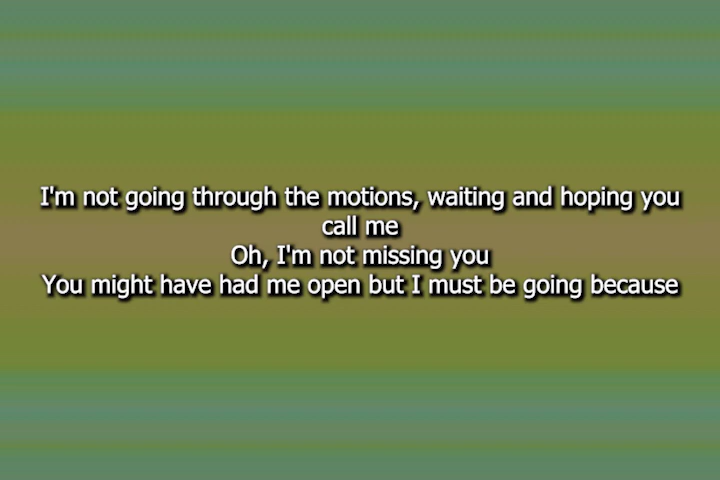 I'm not going through the motions, waiting and hoping you
call me
Oh, I'm not missing you
You might have had me open but I must be going because